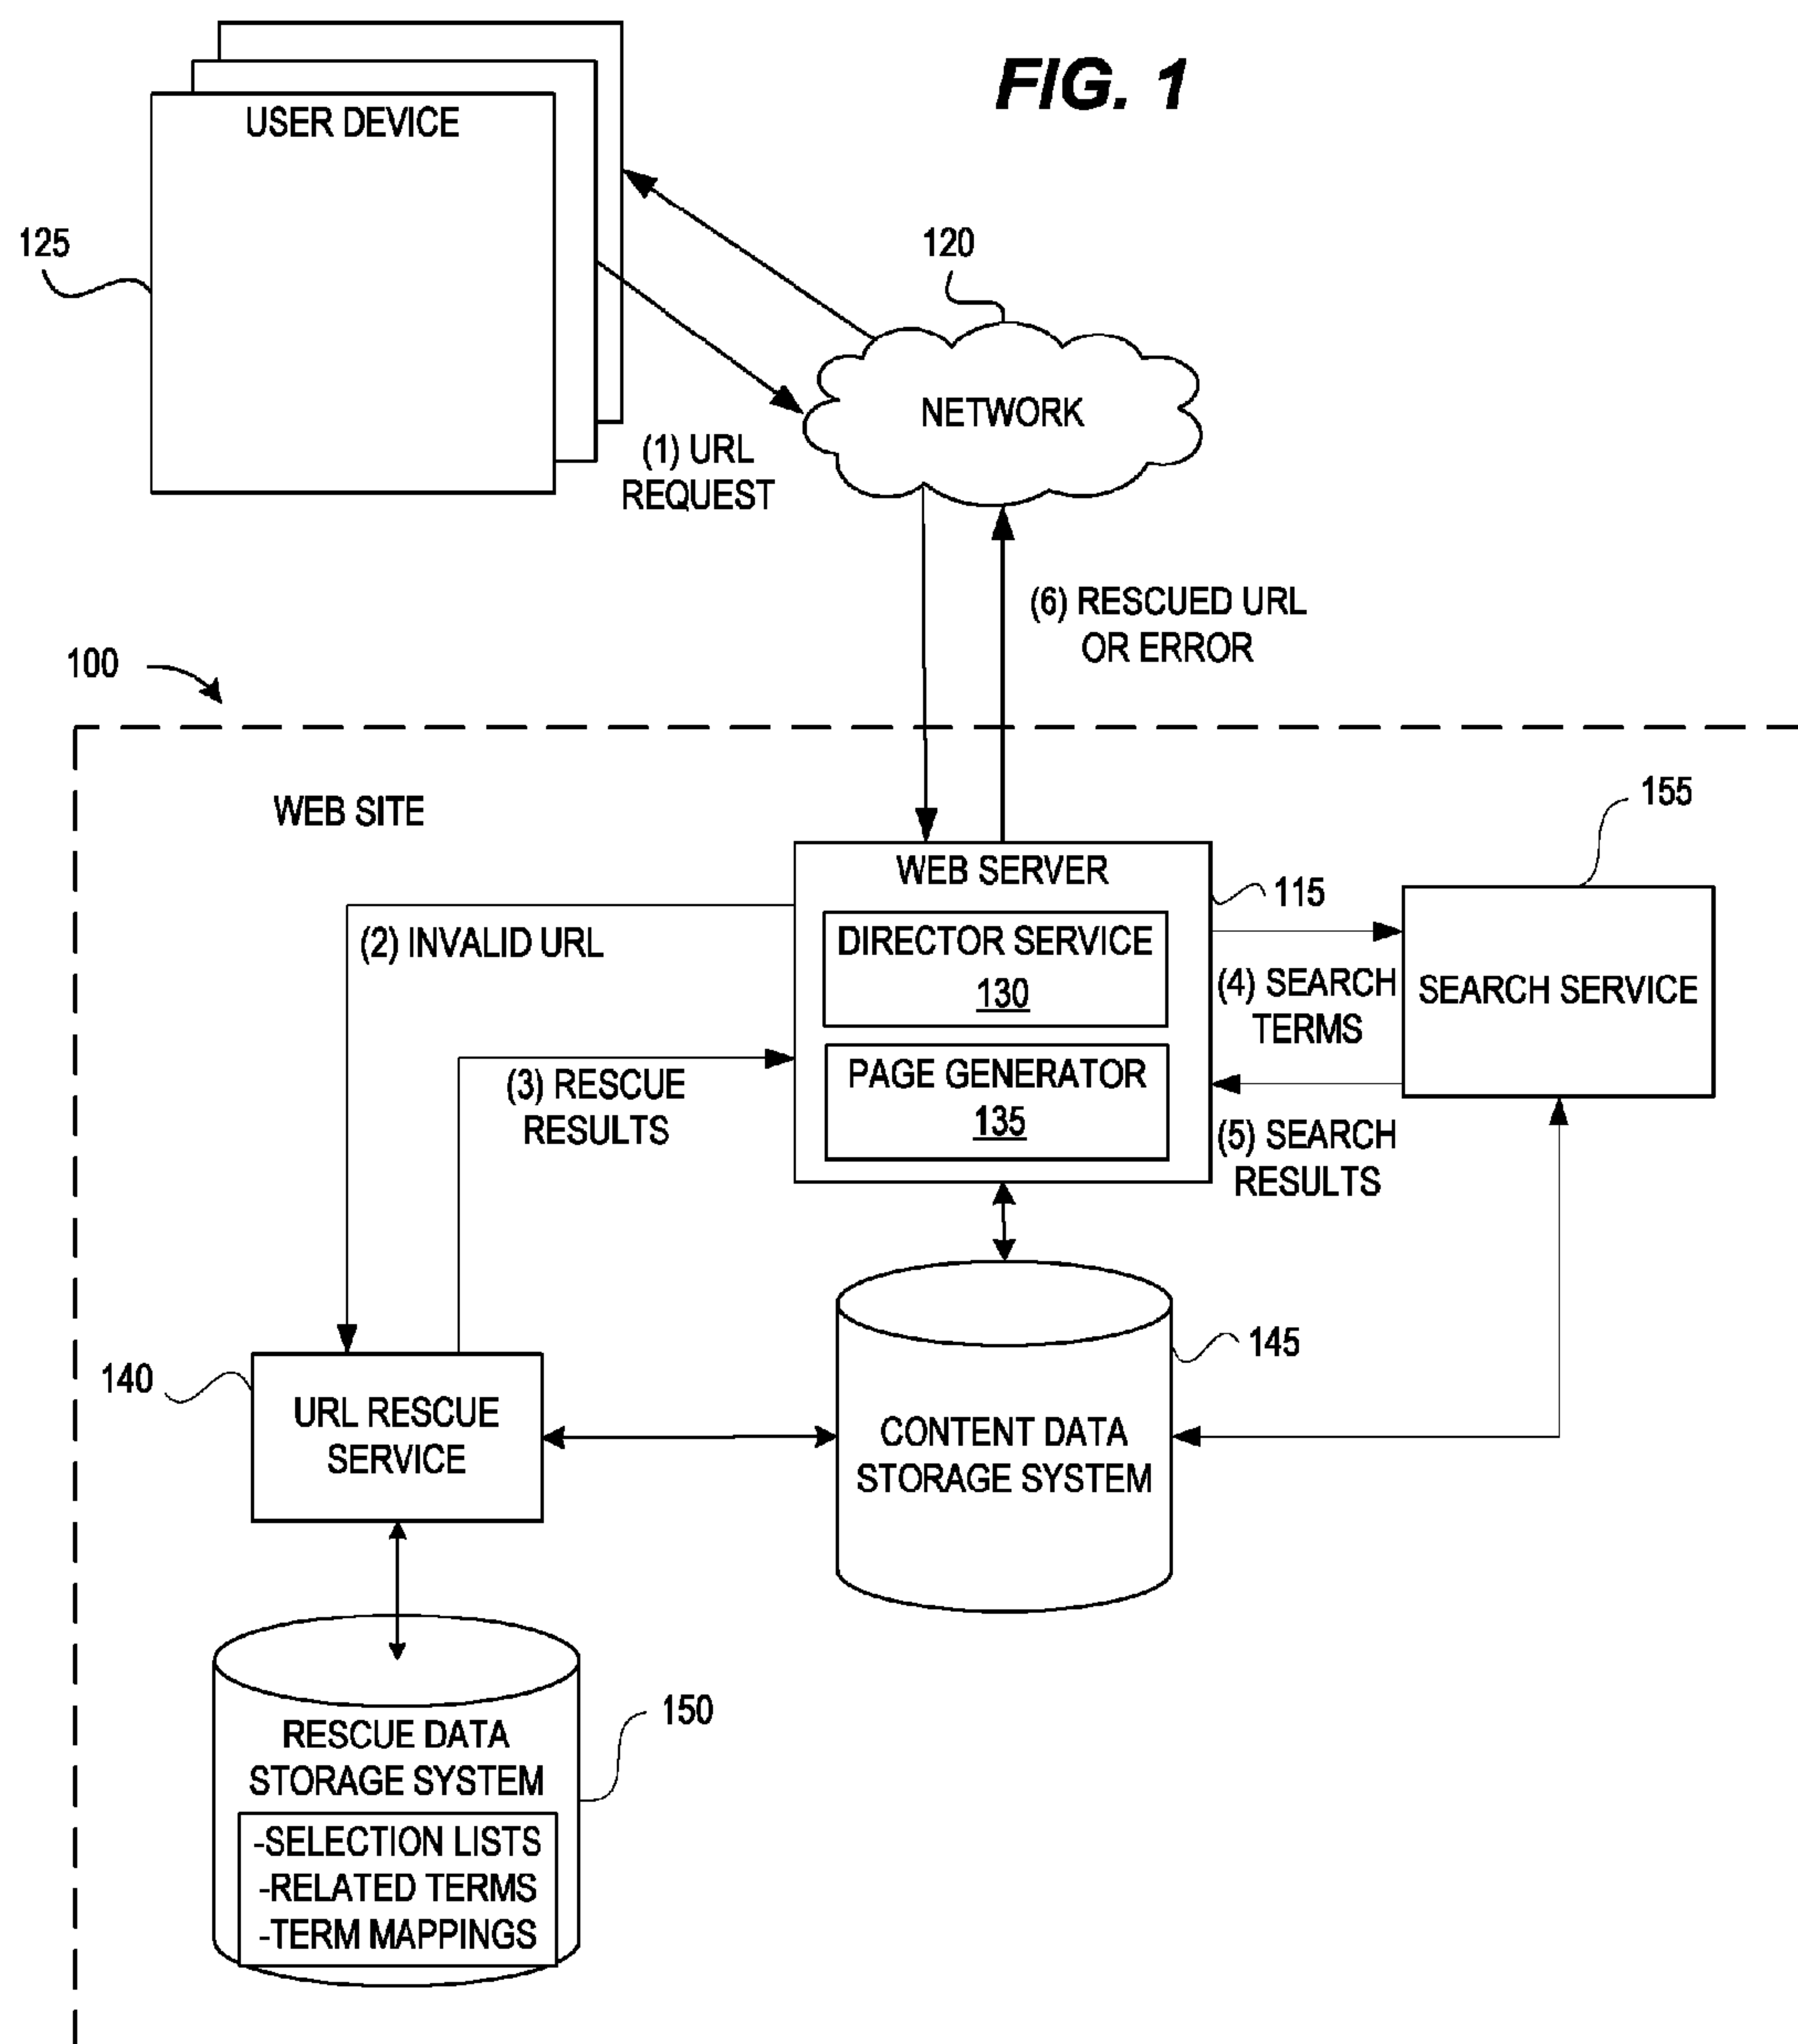 FIG. 1
USER DEVICE
125
120
NETWORK
(1) URL
REQUEST
(6) RESCUED URL
OR ERROR
100
WEB SITE
155
WEB SERVER
115
DIRECTOR SERVICE
130
(2) INVALID URL
(4) SEARCH
TERMS
SEARCH SERVICE
PAGE GENERATOR
135
(3) RESCUE
RESULTS
(5) SEARCH
RESULTS
145
140
URL RESCUE
SERVICE
CONTENT DATA
STORAGE SYSTEM
150
RESCUE DATA
STORAGE SYSTEM
-SELECTION LISTS
-RELATED TERMS
-TERM MAPPINGS